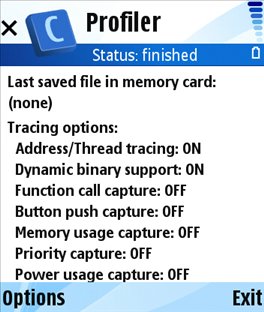 C
Profiler
Status: finished
Last saved file in memory card:
(none)
Tracing options:
Address/Thread tracing: ON
Dynamic binary support: ON
Function call capture: OFF
Button push capture: OFF
Memory usage capture: OFF
Priority capture: OFF
Power usage capture: OFF
Options Exit